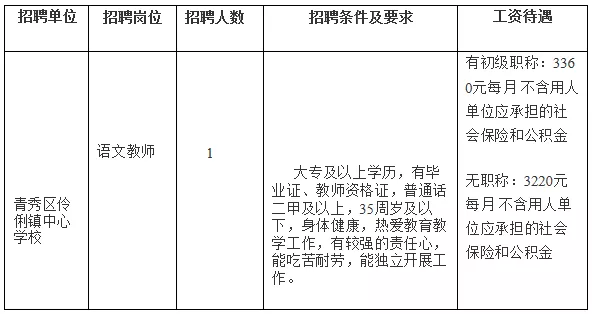 招聘单位 招聘岗位 招聘人数 招聘条件及要求 工资待遇
青秀区伶
俐镇中心
学校
语文教师
1
大专及以上学历，有毕
业证、教师资格证，普通话
二甲及以上，35周岁及以
下，身体健康，热爱教育教
学工作，有较强的责任心，
能吃苦耐劳，能独立开展工
作。
有初级职称：336
0元每月 不含用人
单位应承担的社
会保险和公积金
无职称：3220元
每月 不含用人单
位应承担的社会
保险和公积金